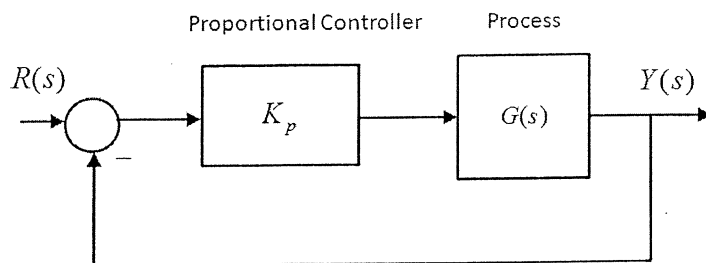 Proportional Controller
Process
R(s)
K_p
G(s)
Y(s)
−